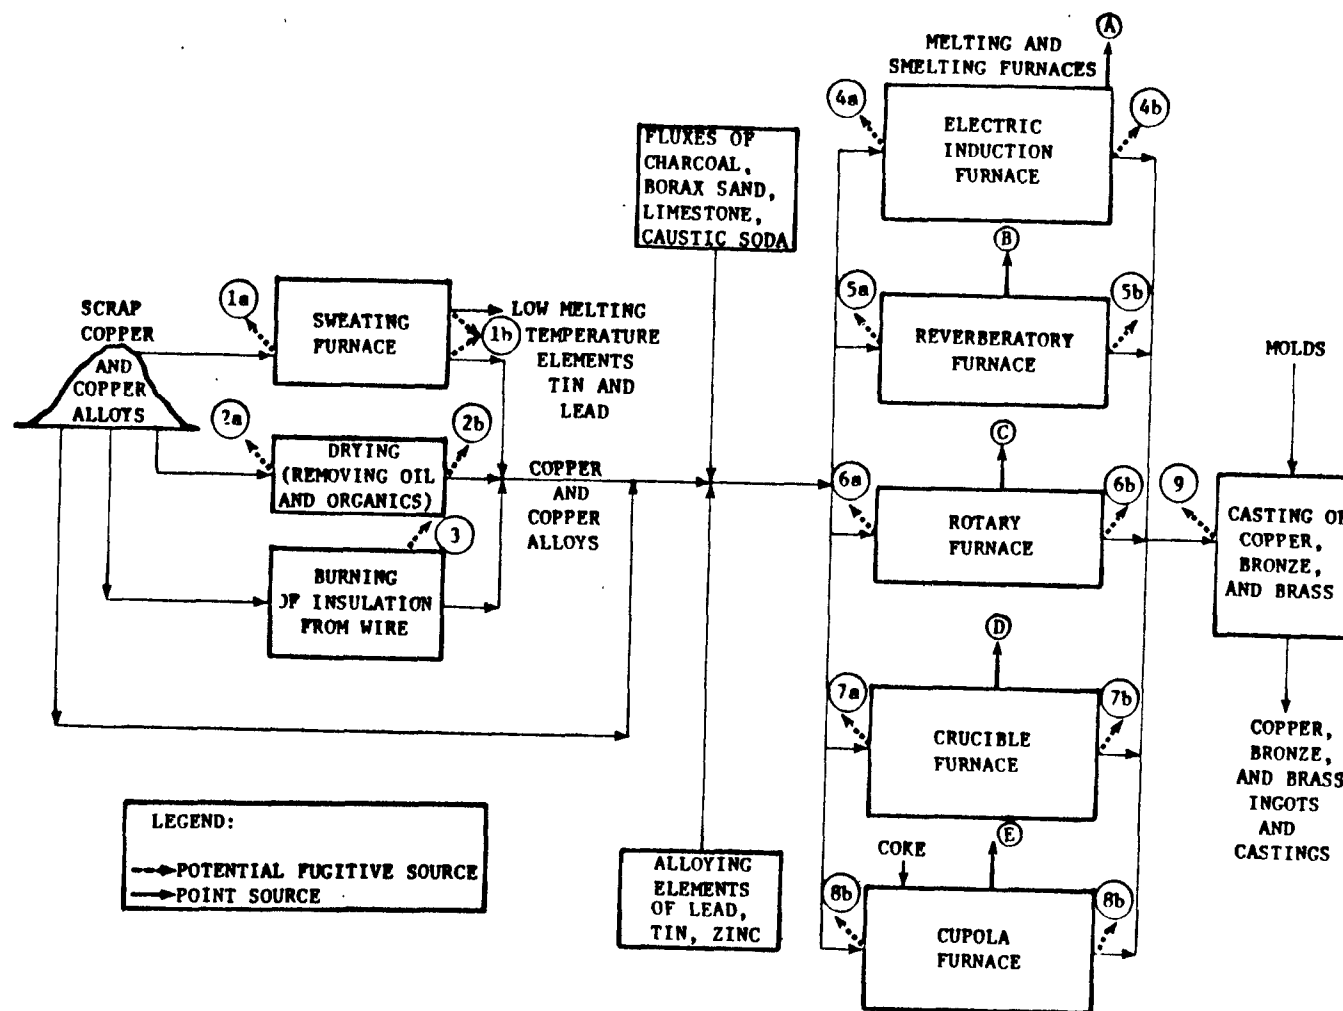 A
MELTING AND
SMELTING FURNACES
4a
4b
ELECTRIC
INDUCTION
FURNACE
FLUXES OF
CHARCOAL,
BORAX SAND,
LIMESTONE,
CAUSTIC SODA
B
5a
5b
REVERBERATORY
FURNACE
SCRAP
COPPER
AND
COPPER
ALLOYS
1a
SWEATING
FURNACE
1b
LOW MELTING
TEMPERATURE
ELEMENTS
TIN AND
LEAD
MOLDS
2a
2b
DRYING
(REMOVING OIL
AND ORGANICS)
COPPER
AND
COPPER
ALLOYS
3
BURNING
OF INSULATION
FROM WIRE
C
6a
6b
ROTARY
FURNACE
9
CASTING OF
COPPER,
BRONZE,
AND BRASS
D
7a
7b
CRUCIBLE
FURNACE
COPPER,
BRONZE,
AND BRASS
INGOTS
AND
CASTINGS
LEGEND:
POTENTIAL FUGITIVE SOURCE
POINT SOURCE
ALLOYING
ELEMENTS
OF LEAD,
TIN, ZINC
COKE
E
8b
8b
CUPOLA
FURNACE